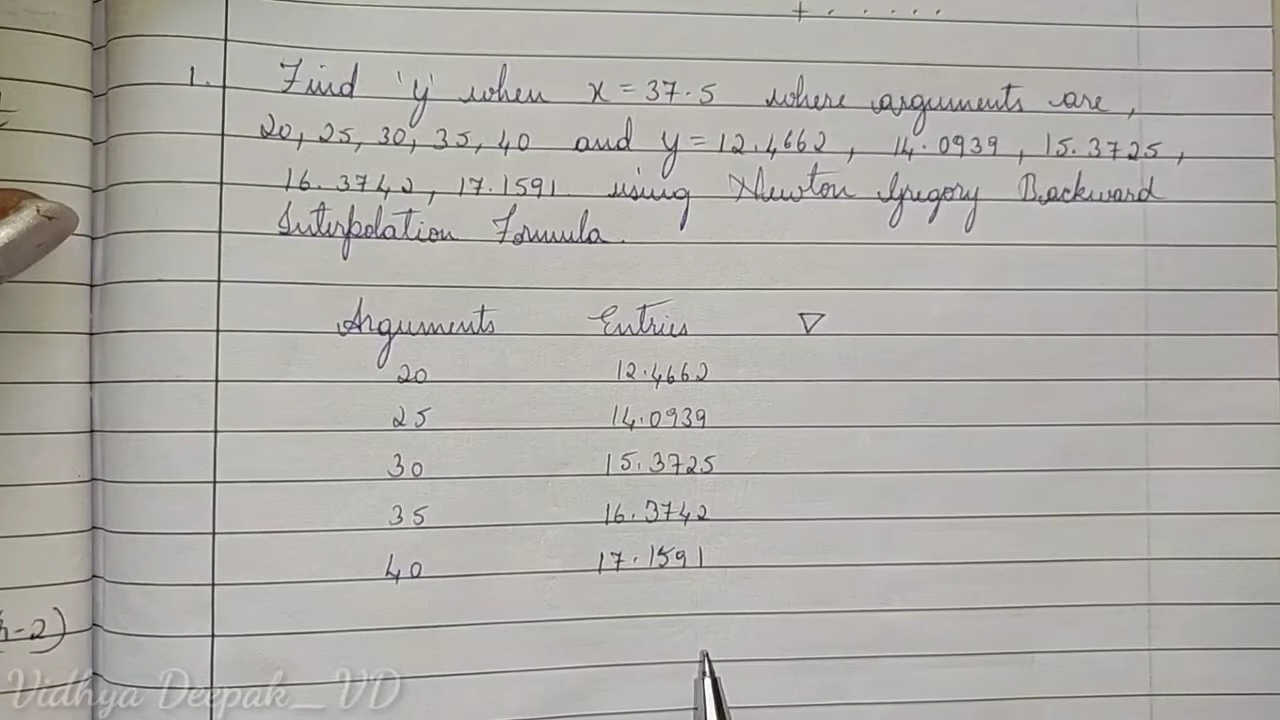 + . . . . .
1. Find 'y' when x = 37.5 where arguments are,
20, 25, 30, 35, 40 and y = 12.4662, 14.0939, 15.3725,
16.3742, 17.1591 using Newton Gregory Backward
Interpolation Formula.
Arguments Entries ∇
20 12.4662
25 14.0939
30 15.3725
35 16.3742
40 17.1591
-2)
Vidhya Deepak_VD